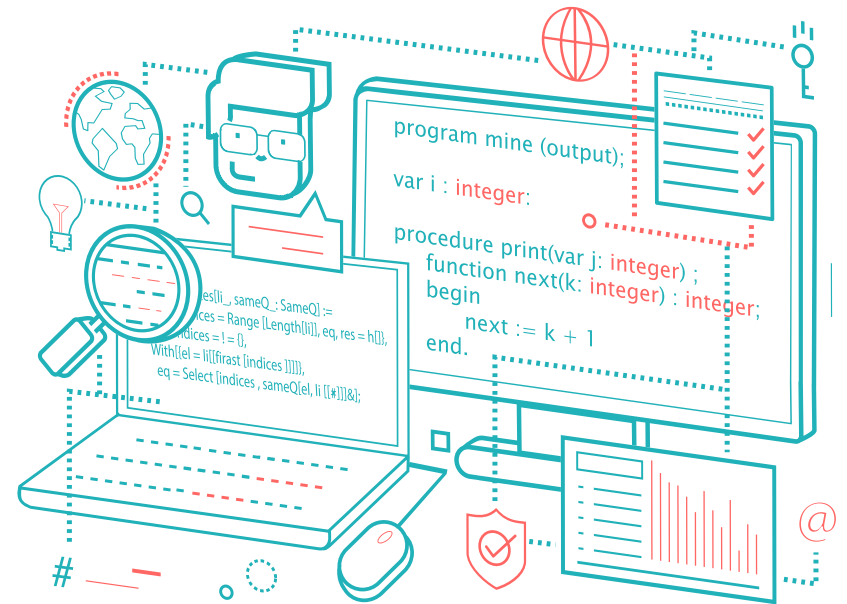 program mine (output);
var i : integer:
procedure print(var j: integer) ;
function next(k: integer) : integer;
begin
next := k + 1
end.
es[li_, sameQ_: SameQ] :=
ices = Range [Length[li]], eq, res = h[]},
ndices = ! = {},
With[{el = li[[firast [indices ]]]]},
eq = Select [indices , sameQ[el, li [[#]]]&];
@
#